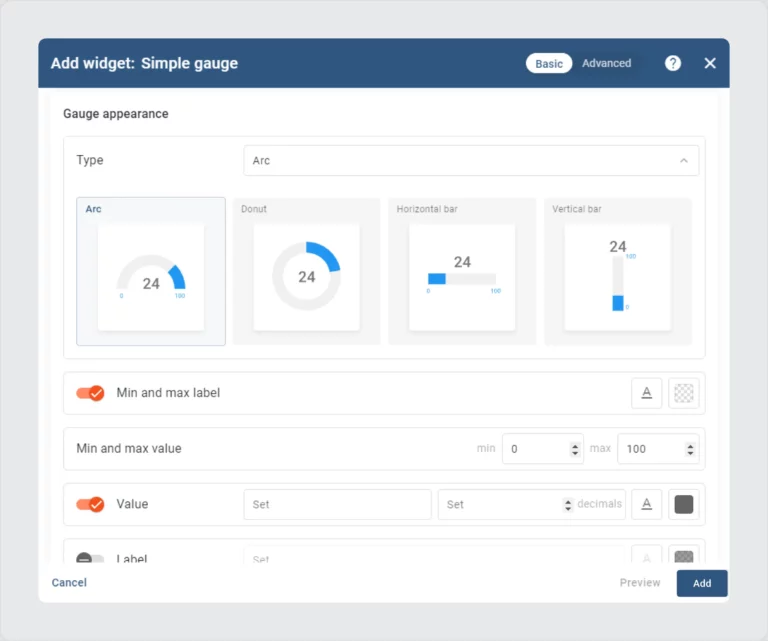 Add widget: Simple gauge Basic Advanced ?
Gauge appearance
Type Arc
Arc Donut Horizontal bar Vertical bar
24 0 100
24
24 0 100
24 100 0
Min and max label A
Min and max value min 0 max 100
Value Set Set decimals A
Label Set A
Cancel Preview Add